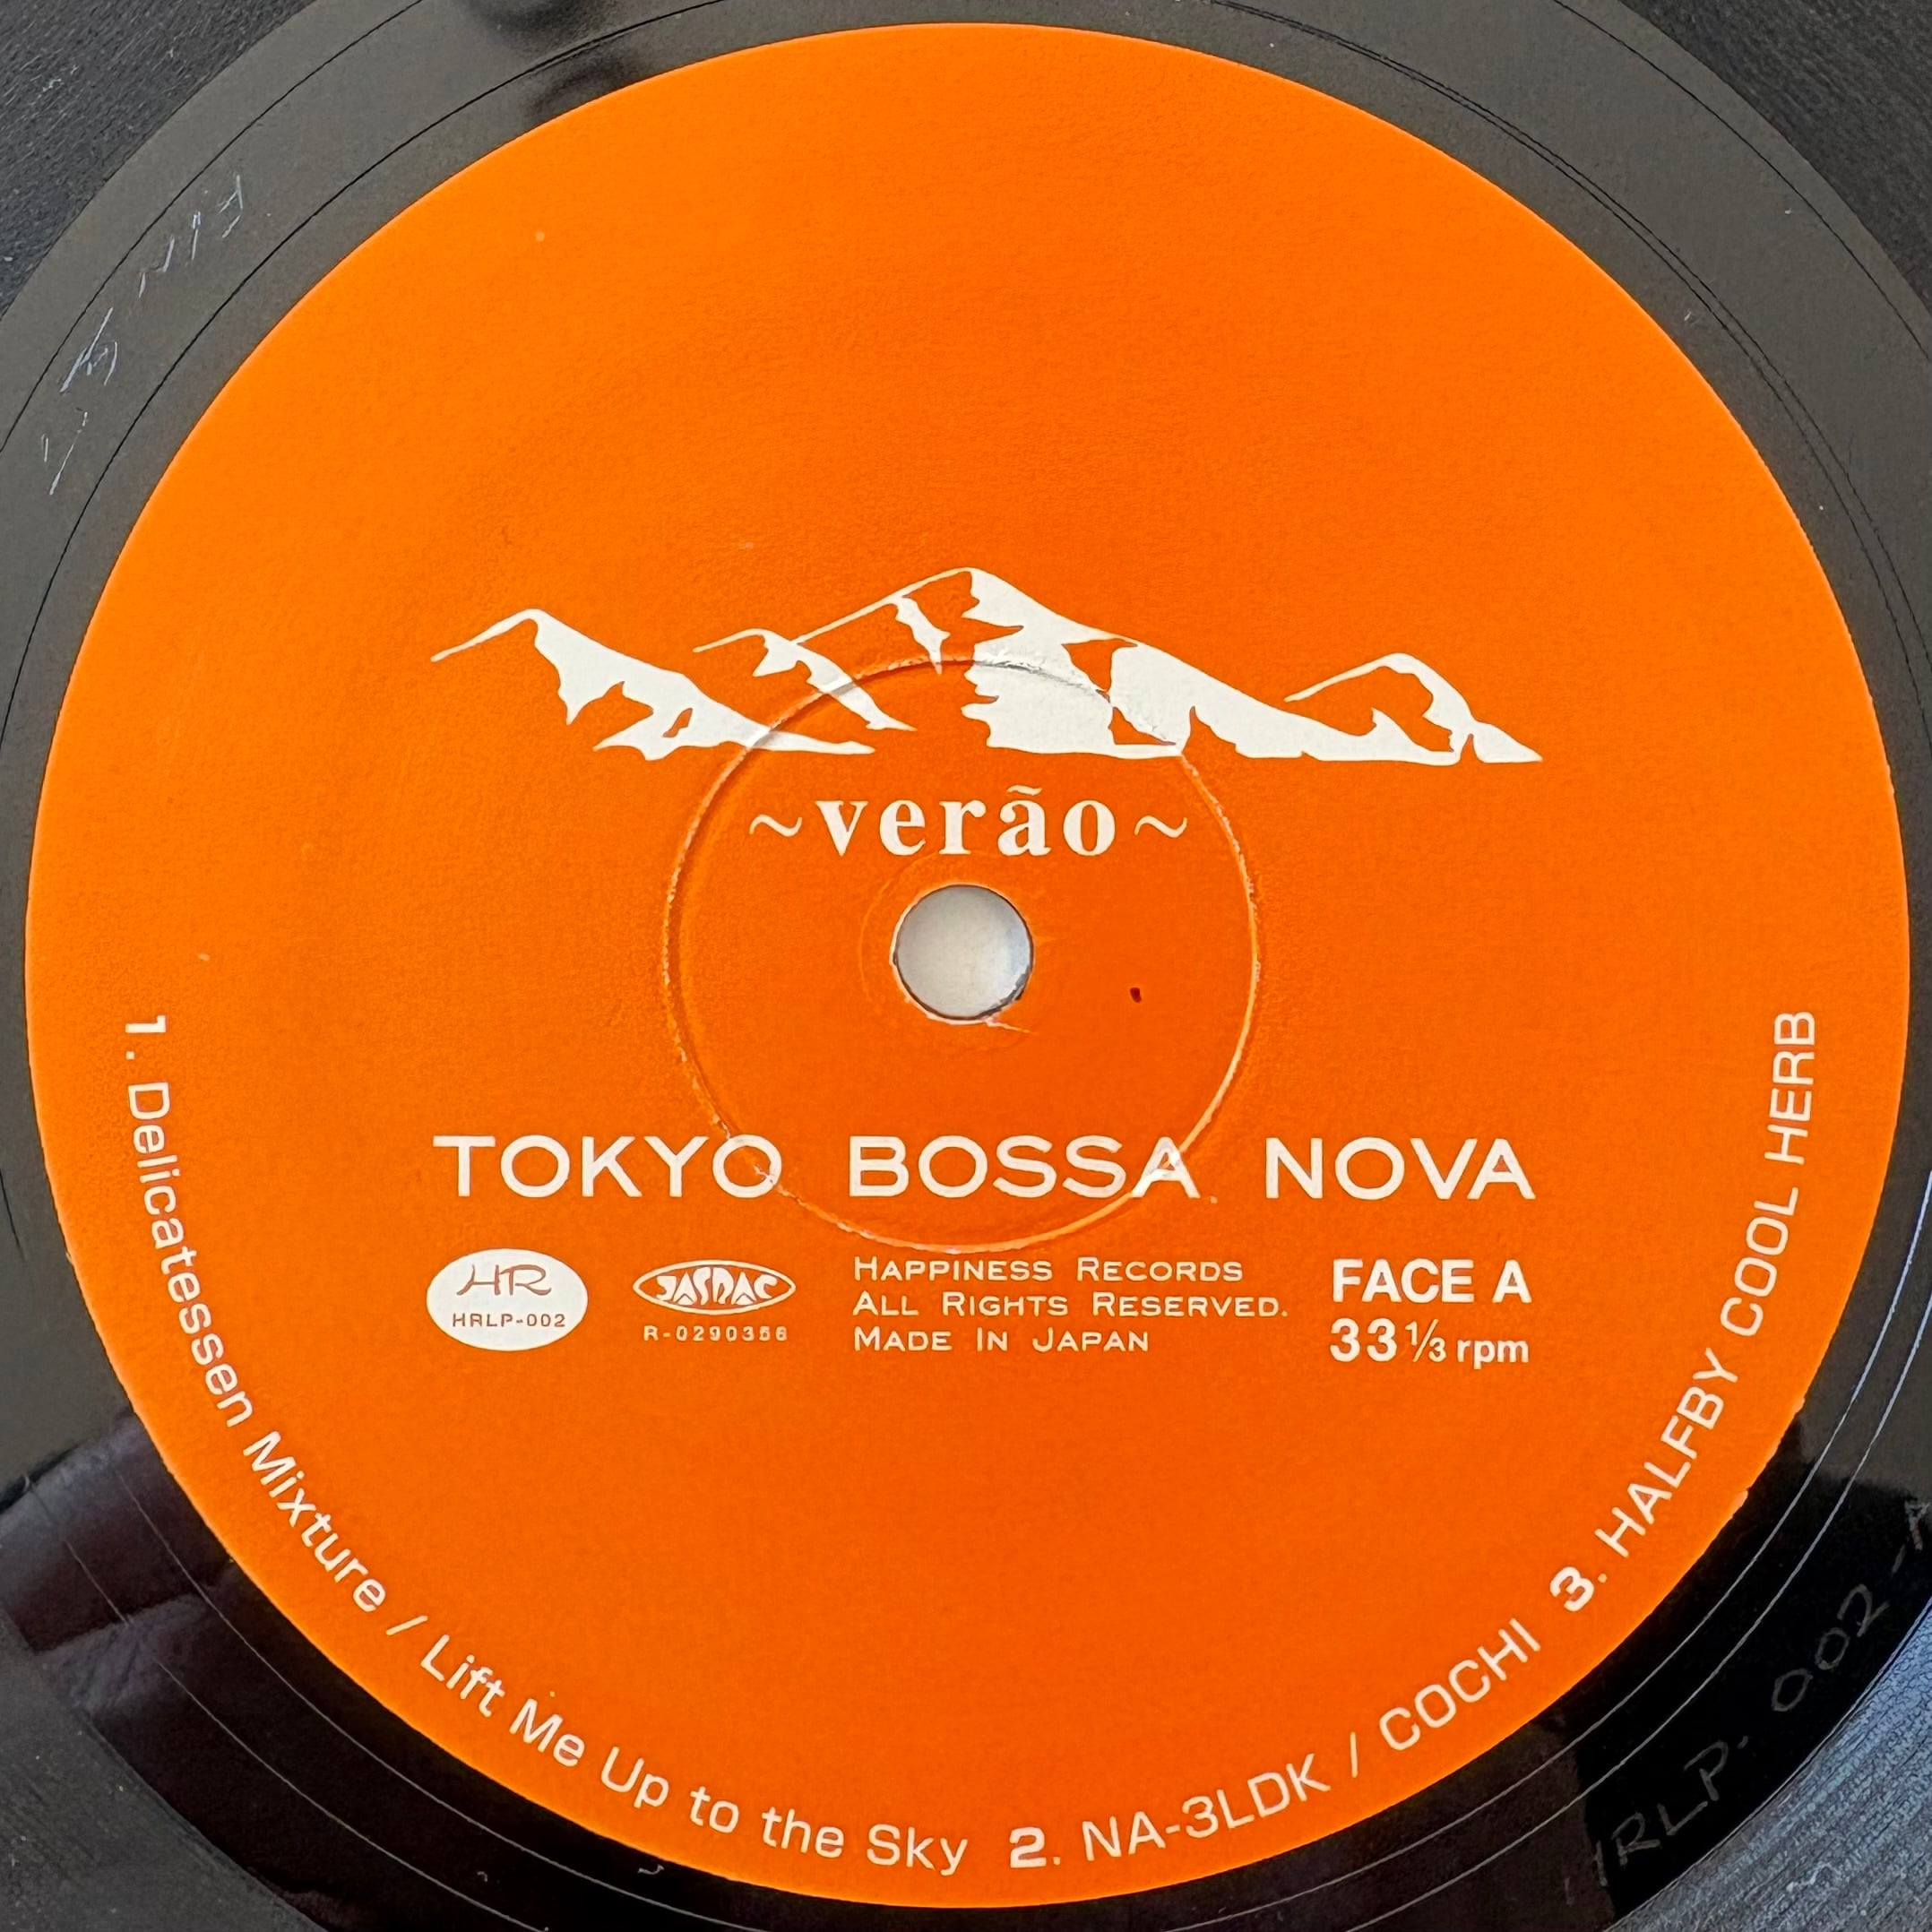 ~verão~
TOKYO BOSSA NOVA
HR
HRLP-002
JASRAC
R-0290356
HAPPINESS RECORDS
ALL RIGHTS RESERVED.
MADE IN JAPAN
FACE A
33 1/3 rpm
1. Delicatessen Mixture / Lift Me Up to the Sky 2. NA-3LDK / COCHI 3. HALFBY COOL HERB
HRLP-002-A